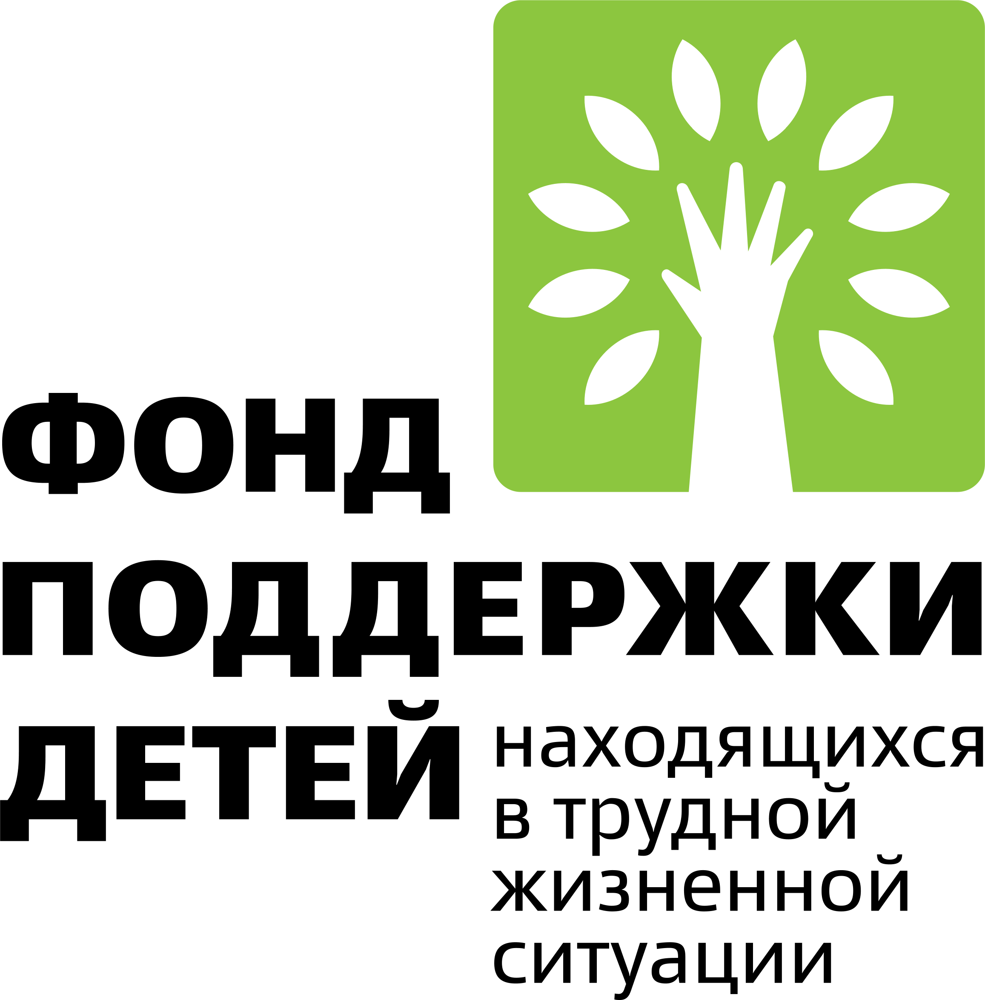 ФОНД
ПОДДЕРЖКИ
ДЕТЕЙ
находящихся
в трудной
жизненной
ситуации